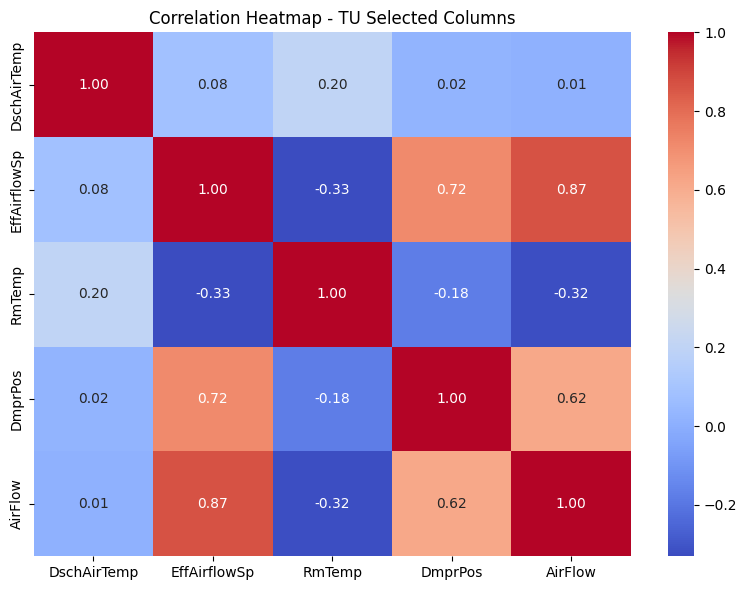 Correlation Heatmap - TU Selected Columns
DschAirTemp 1.00 0.08 0.20 0.02 0.01
EffAirflowSp 0.08 1.00 -0.33 0.72 0.87
RmTemp 0.20 -0.33 1.00 -0.18 -0.32
DmprPos 0.02 0.72 -0.18 1.00 0.62
AirFlow 0.01 0.87 -0.32 0.62 1.00
DschAirTemp EffAirflowSp RmTemp DmprPos AirFlow
1.0
0.8
0.6
0.4
0.2
0.0
−0.2